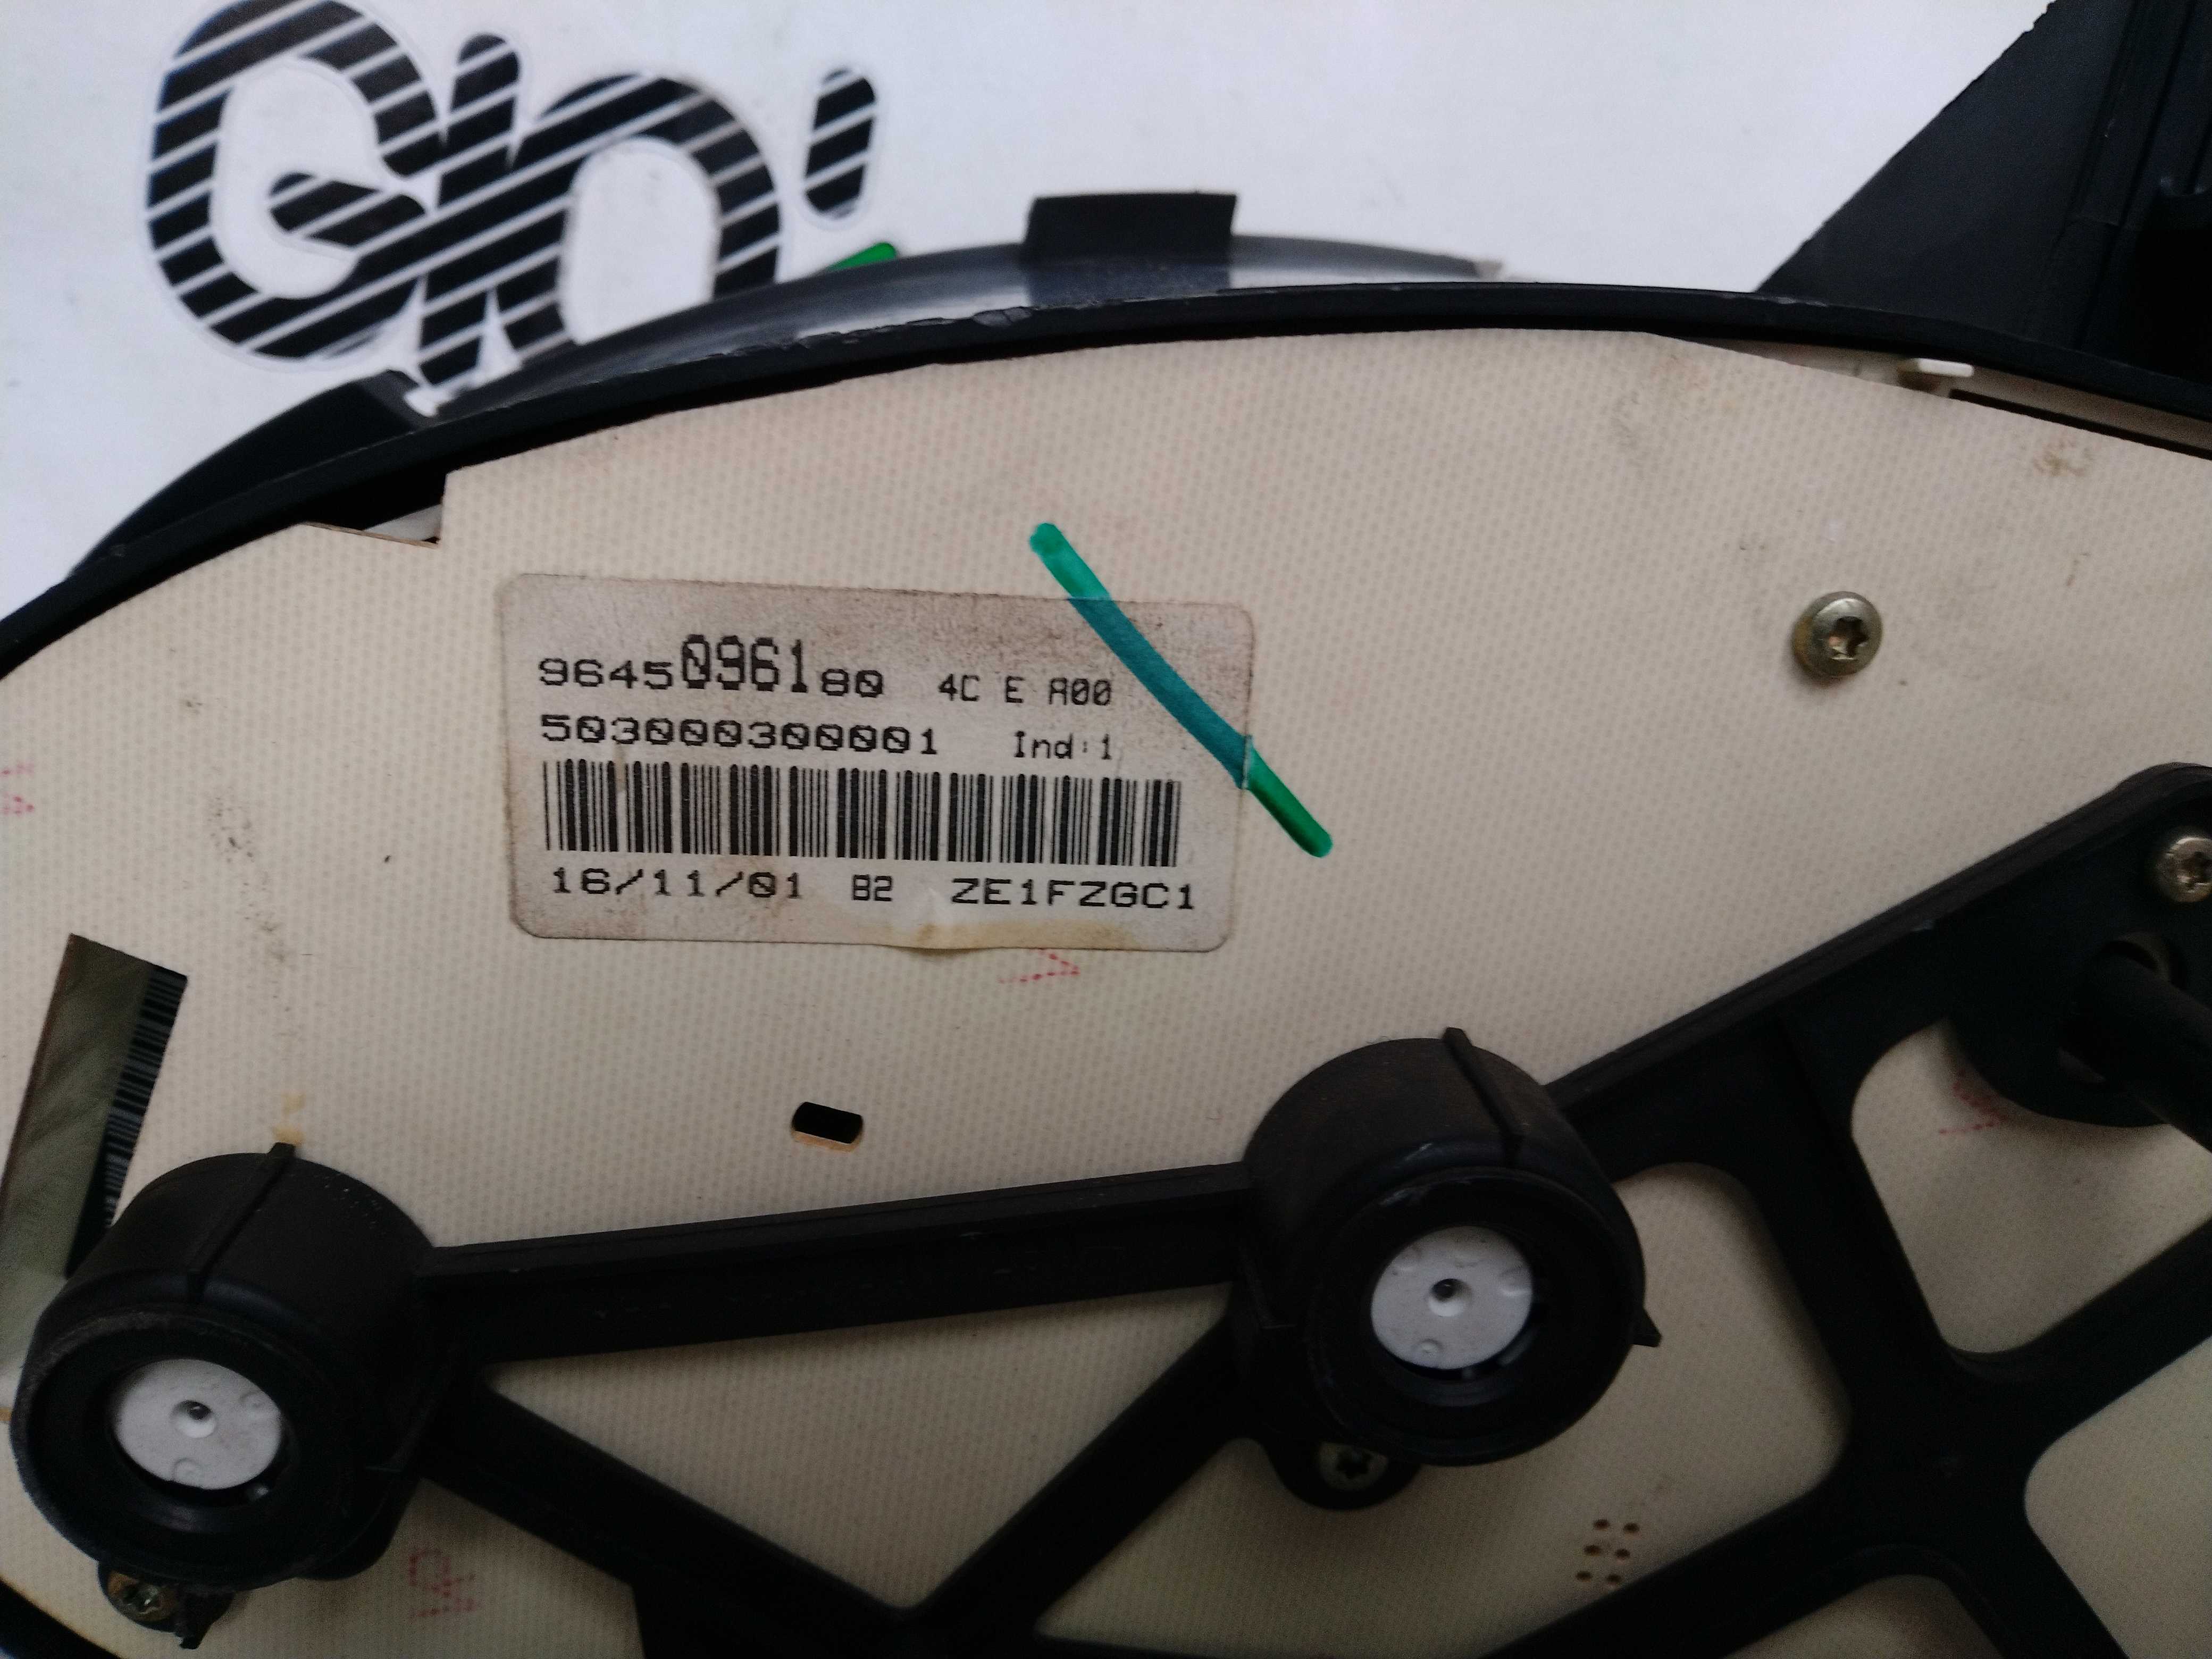 9645096180 4C E A00
503000300001 Ind:1
16/11/01 B2 ZE1FZGC1